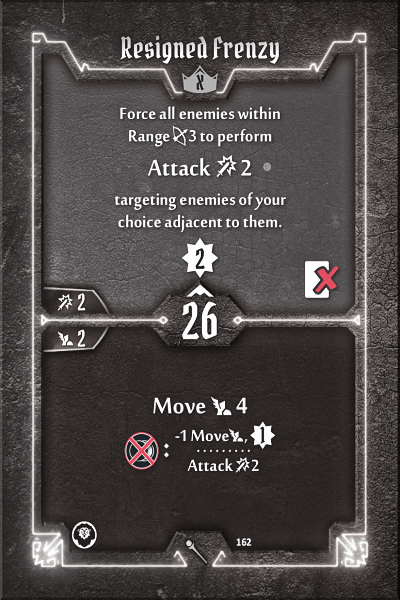 Resigned Frenzy
X
Force all enemies within
Range 3 to perform
Attack 2
targeting enemies of your
choice adjacent to them.
2
2
26
2
Move 4
: -1 Move, 1
Attack 2
162